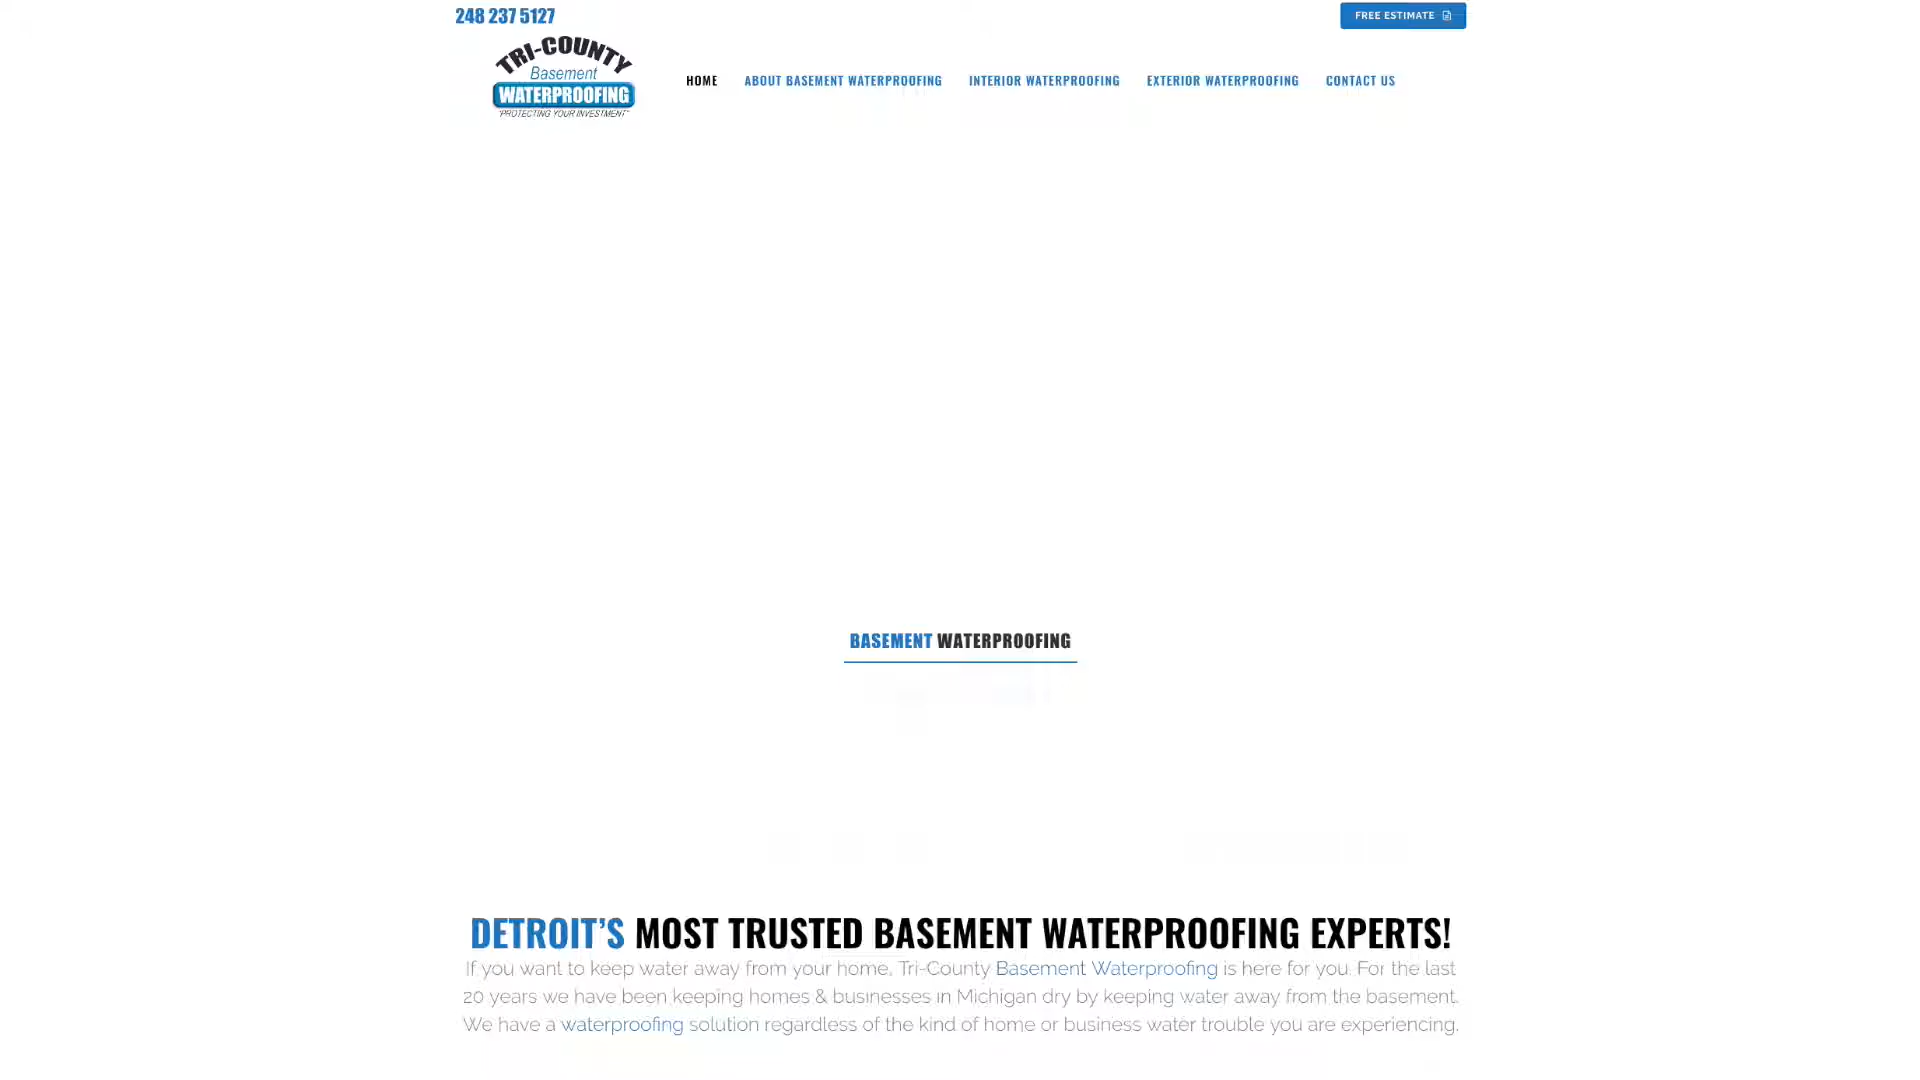 248 237 5127
FREE ESTIMATE
TRI-COUNTY
Basement
WATERPROOFING
"PROTECTING YOUR INVESTMENT"
HOME
ABOUT BASEMENT WATERPROOFING
INTERIOR WATERPROOFING
EXTERIOR WATERPROOFING
CONTACT US
BASEMENT WATERPROOFING
DETROIT’S MOST TRUSTED BASEMENT WATERPROOFING EXPERTS!
If you want to keep water away from your home, Tri-County Basement Waterproofing is here for you. For the last
20 years we have been keeping homes & businesses in Michigan dry by keeping water away from the basement.
We have a waterproofing solution regardless of the kind of home or business water trouble you are experiencing.